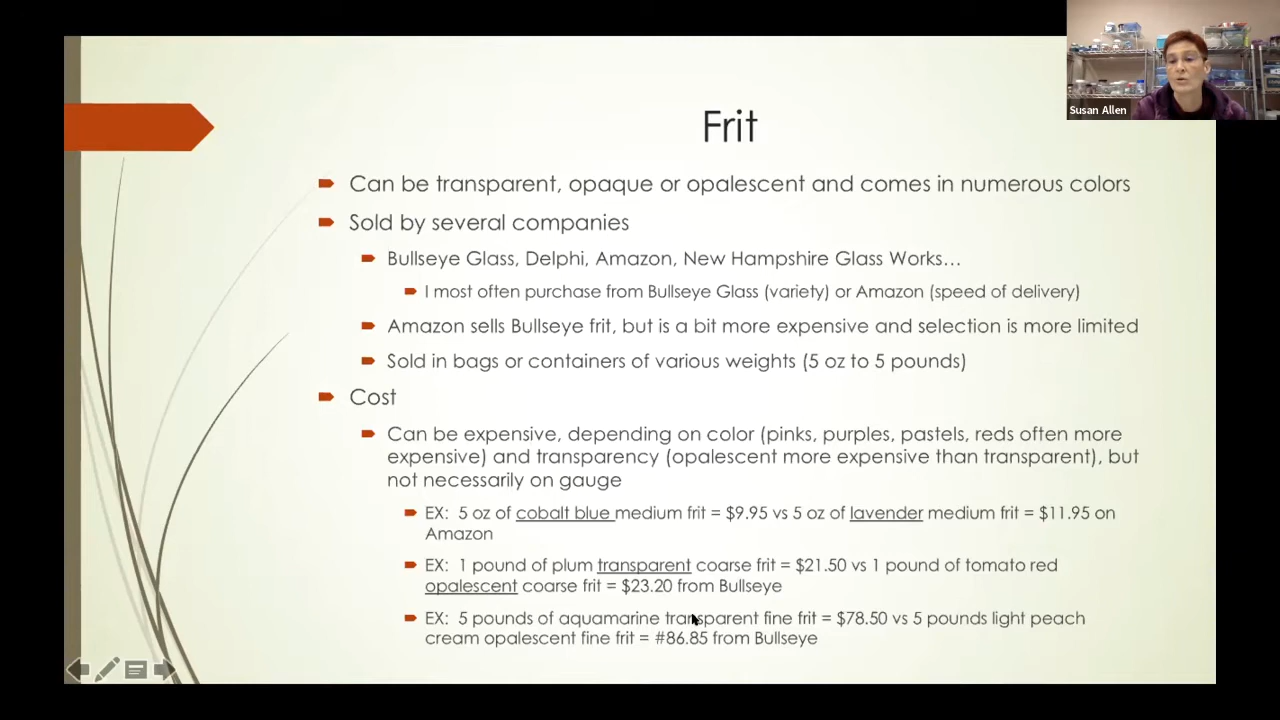 Susan Allen
Frit
Can be transparent, opaque or opalescent and comes in numerous colors
Sold by several companies
Bullseye Glass, Delphi, Amazon, New Hampshire Glass Works…
I most often purchase from Bullseye Glass (variety) or Amazon (speed of delivery)
Amazon sells Bullseye frit, but is a bit more expensive and selection is more limited
Sold in bags or containers of various weights (5 oz to 5 pounds)
Cost
Can be expensive, depending on color (pinks, purples, pastels, reds often more
expensive) and transparency (opalescent more expensive than transparent), but
not necessarily on gauge
EX:  5 oz of cobalt blue medium frit = $9.95 vs 5 oz of lavender medium frit = $11.95 on
Amazon
EX:  1 pound of plum transparent coarse frit = $21.50 vs 1 pound of tomato red
opalescent coarse frit = $23.20 from Bullseye
EX:  5 pounds of aquamarine transparent fine frit = $78.50 vs 5 pounds light peach
cream opalescent fine frit = #86.85 from Bullseye